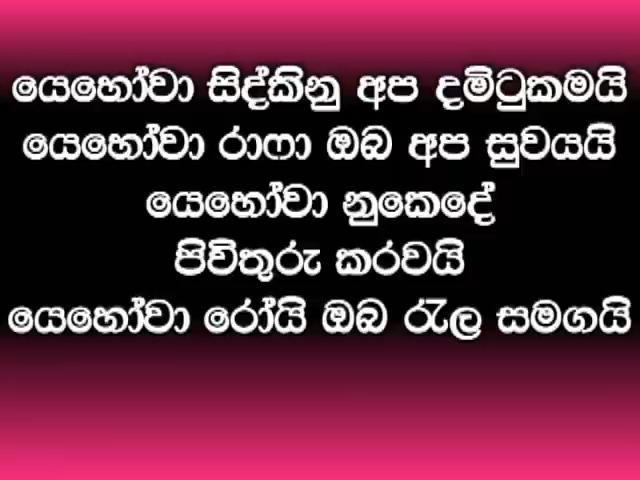 යෙහෝවා සිද්කිනු අප දමිටුකමයි
යෙහෝවා රාෆා ඔබ අප සුවයයි
යෙහෝවා නුකෙදේ
පිවිතුරු කරවයි
යෙහෝවා රෝයි ඔබ රැල සමගයි